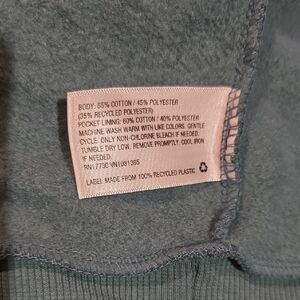 BODY: 55% COTTON / 45% POLYESTER
(35% RECYCLED POLYESTER)
POCKET LINING: 60% COTTON / 40% POLYESTER
MACHINE WASH WARM WITH LIKE COLORS. GENTLE
CYCLE. ONLY NON-CHLORINE BLEACH IF NEEDED.
TUMBLE DRY LOW. REMOVE PROMPTLY. COOL IRON
IF NEEDED.
RN17730 VN1031365
LABEL MADE FROM 100% RECYCLED PLASTIC